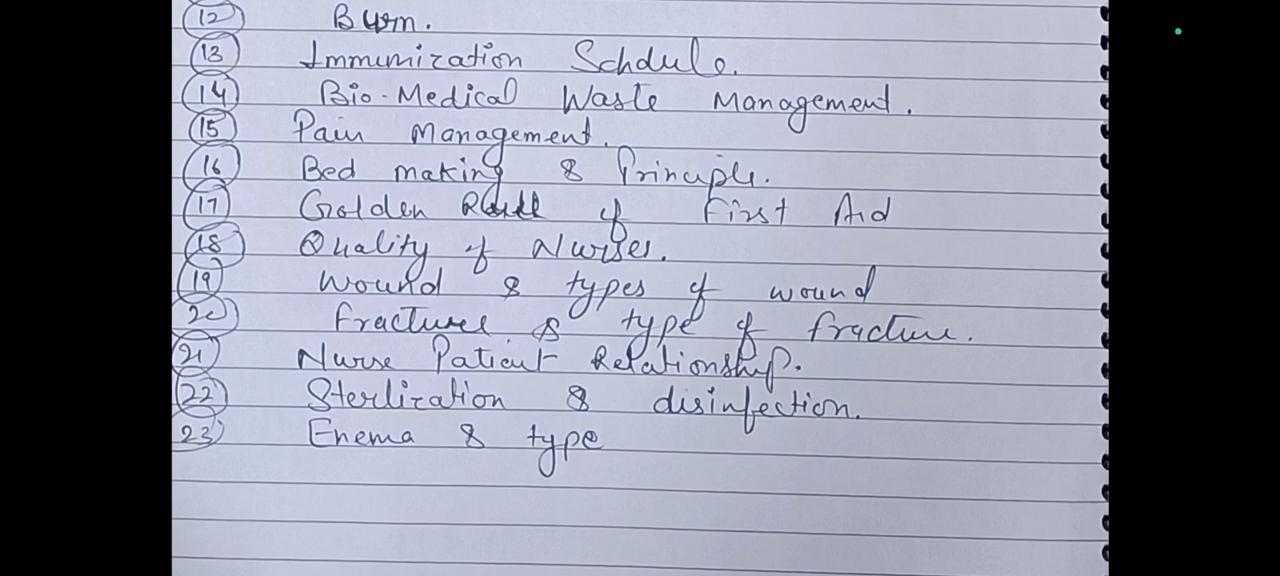 12 Burn.
13 Immunization Schdule.
14 Bio-Medical Waste Management.
15 Pain Management.
16 Bed making & Principle.
17 Golden Rule of First Aid
18 Quality of Nurses.
19 Wound & types of wound
20 Fractures & type of fracture.
21 Nurse Patient Relationship.
22 Sterlization & disinfection.
23 Enema & type